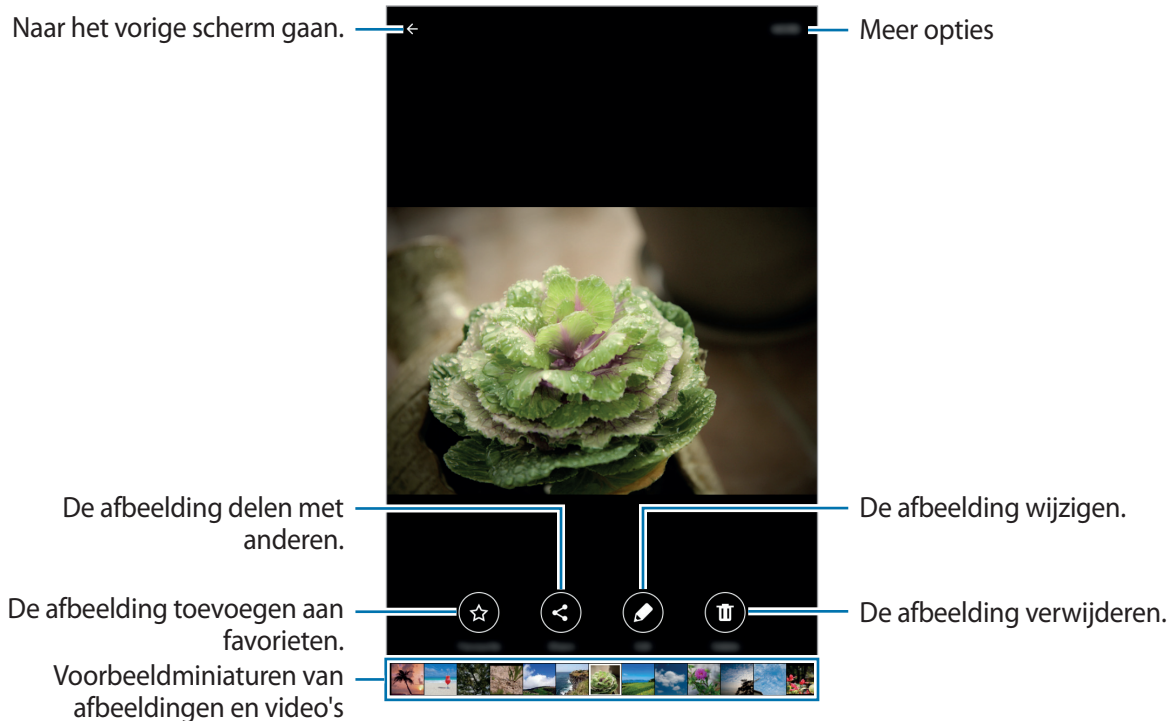 Naar het vorige scherm gaan.
Meer opties
De afbeelding delen met
anderen.
De afbeelding wijzigen.
De afbeelding toevoegen aan
favorieten.
De afbeelding verwijderen.
Voorbeeldminiaturen van
afbeeldingen en video's